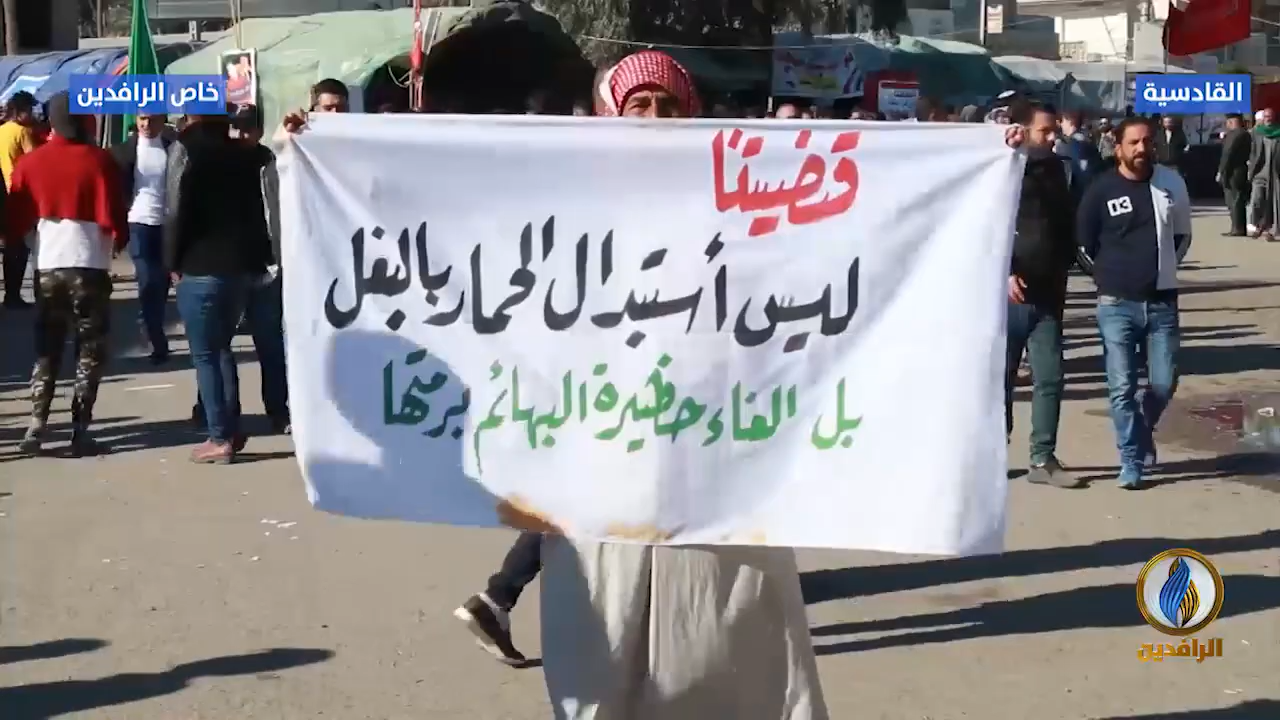 خاص الرافدين
القادسية
قضيتنا
ليس أستبدال الحمار بالبغل
بل الغاء حظيرة البهائم برمتها
الرافدين